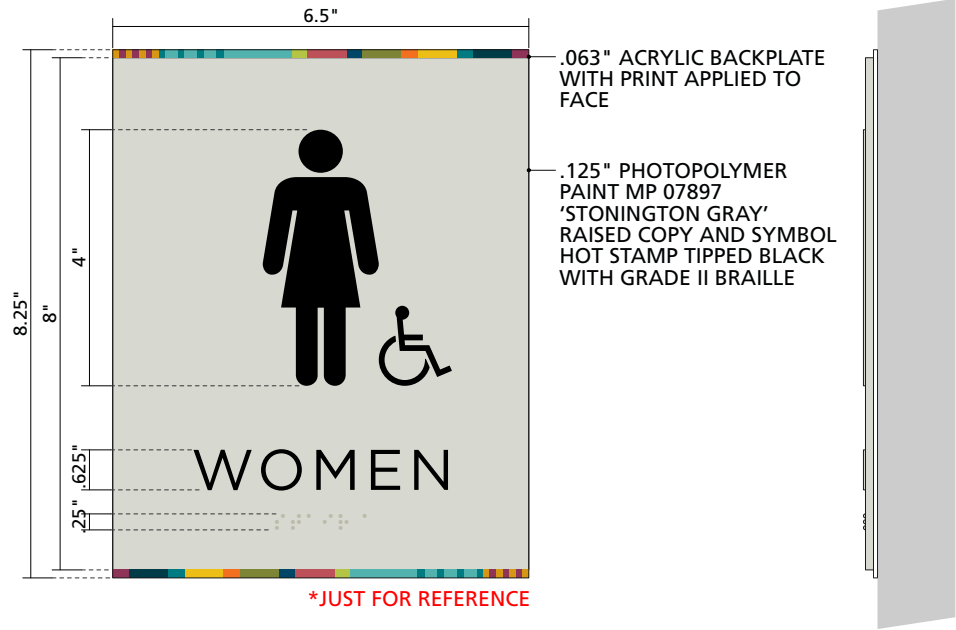 6.5"
.063" ACRYLIC BACKPLATE
WITH PRINT APPLIED TO
FACE
.125" PHOTOPOLYMER
PAINT MP 07897
‘STONINGTON GRAY’
RAISED COPY AND SYMBOL
HOT STAMP TIPPED BLACK
WITH GRADE II BRAILLE
4"
8.25"
8"
.625"
WOMEN
.25"
*JUST FOR REFERENCE